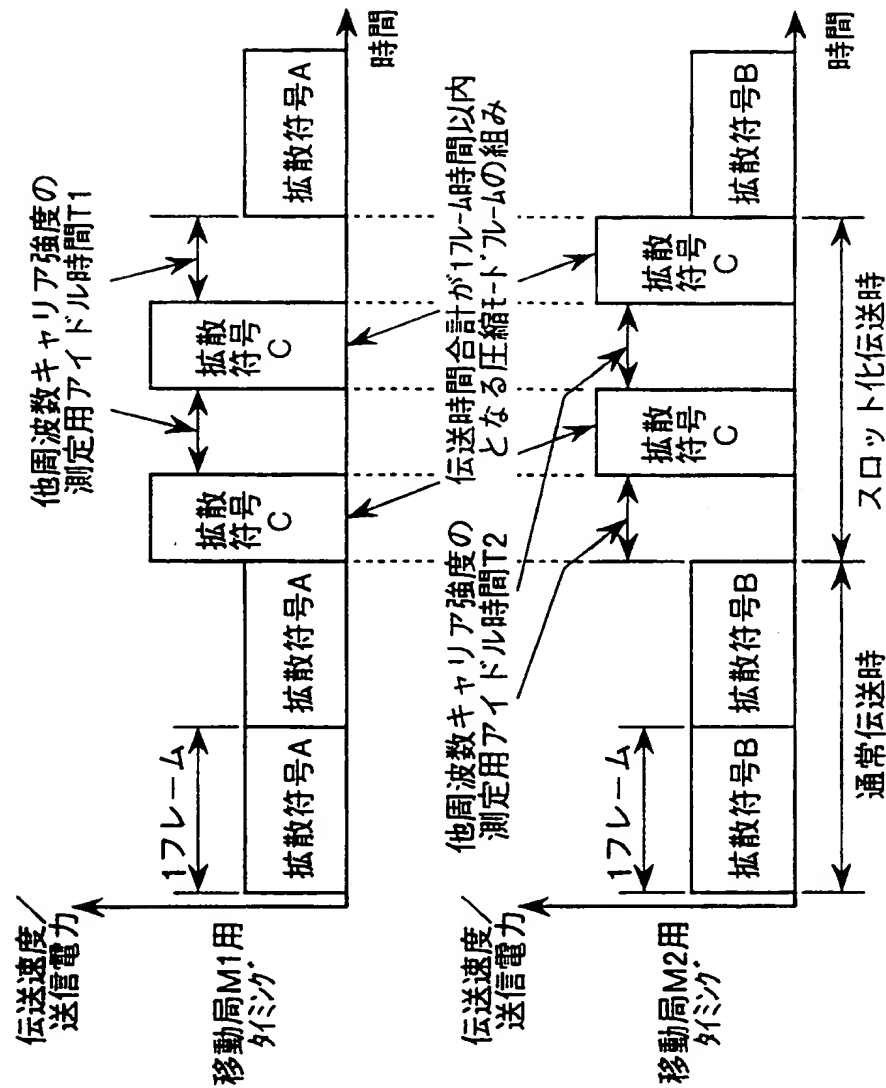 伝送速度/
送信電力
移動局M1用
タイミング
1フレーム
拡散符号A
拡散符号A
拡散
符号
C
拡散
符号
C
拡散符号A
他周波数キャリア強度の
測定用アイドル時間T1
時間
伝送時間合計が1フレーム時間以内
となる圧縮モードフレームの組み
伝送速度/
送信電力
移動局M2用
タイミング
1フレーム
拡散符号B
拡散符号B
拡散
符号
C
拡散
符号
C
拡散符号B
他周波数キャリア強度の
測定用アイドル時間T2
時間
通常伝送時
スロット化伝送時